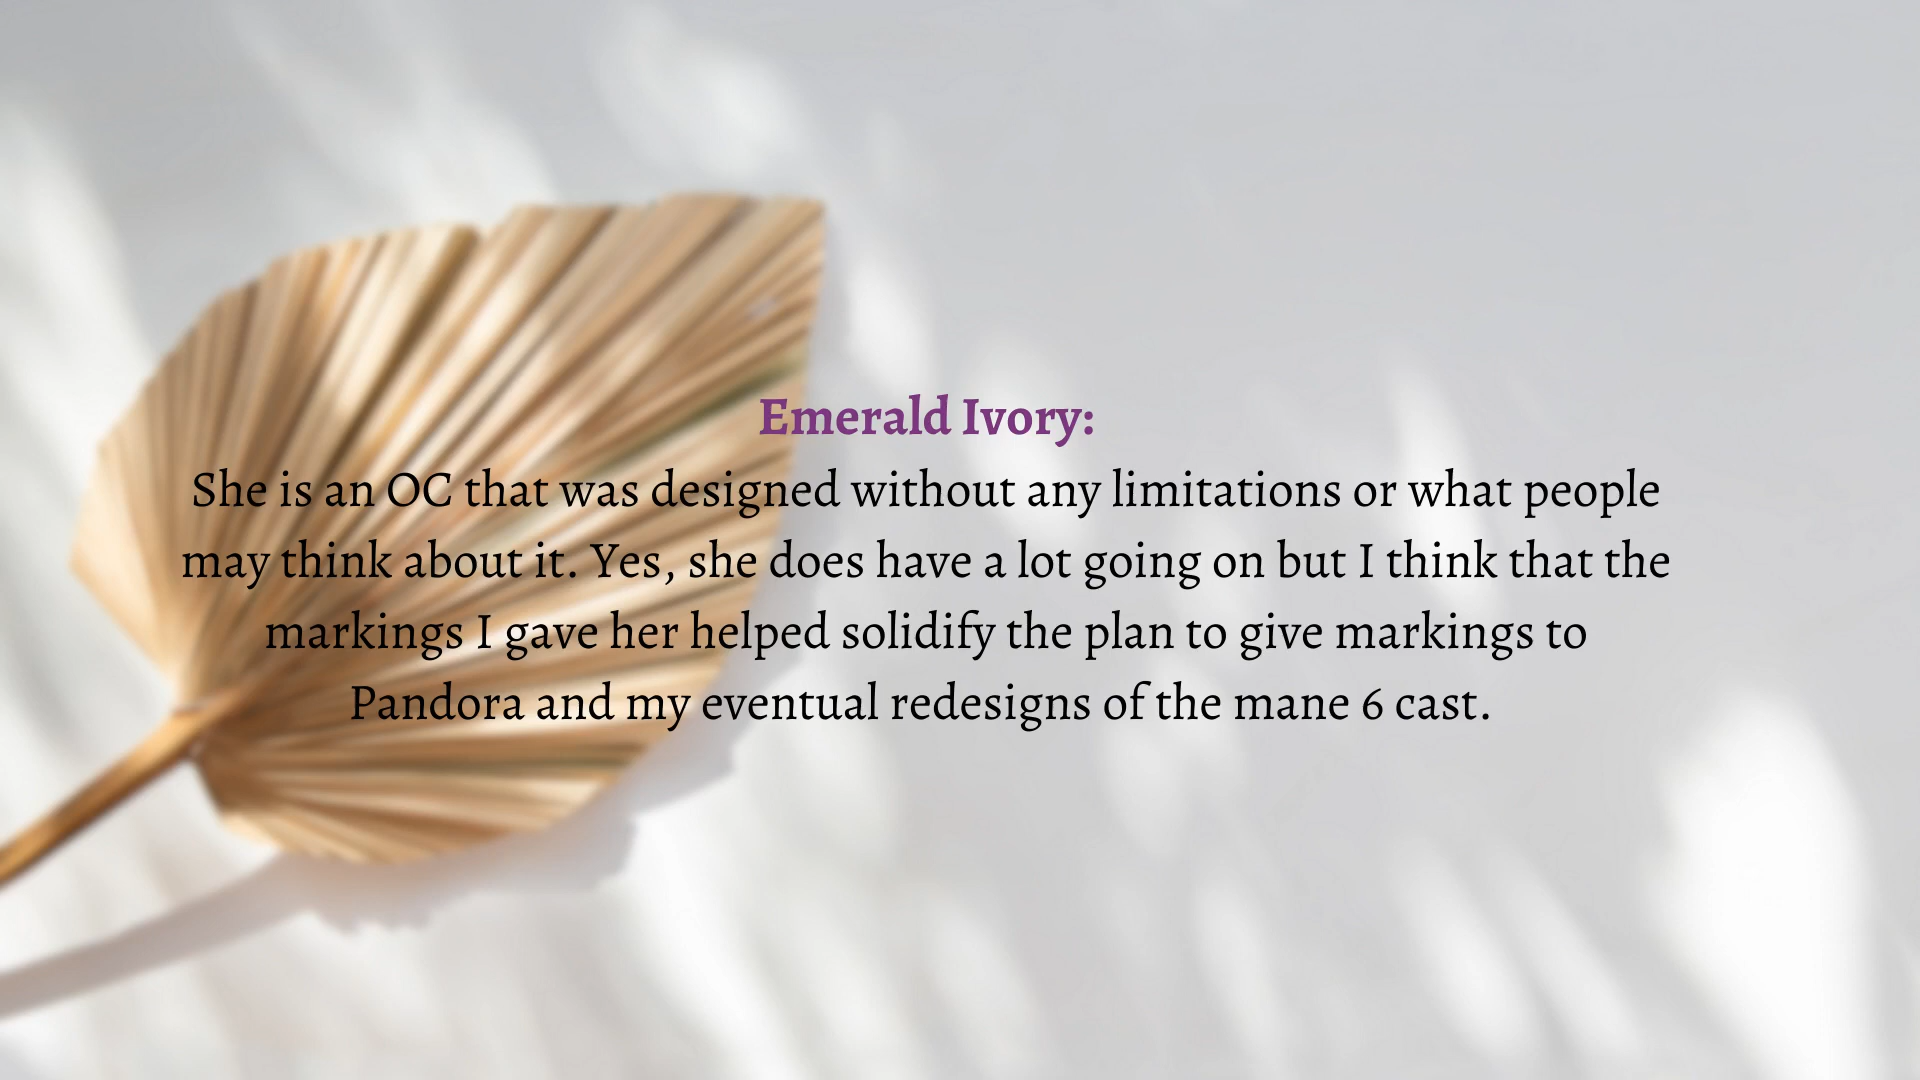 Emerald Ivory:
She is an OC that was designed without any limitations or what people
may think about it. Yes, she does have a lot going on but I think that the
markings I gave her helped solidify the plan to give markings to
Pandora and my eventual redesigns of the mane 6 cast.